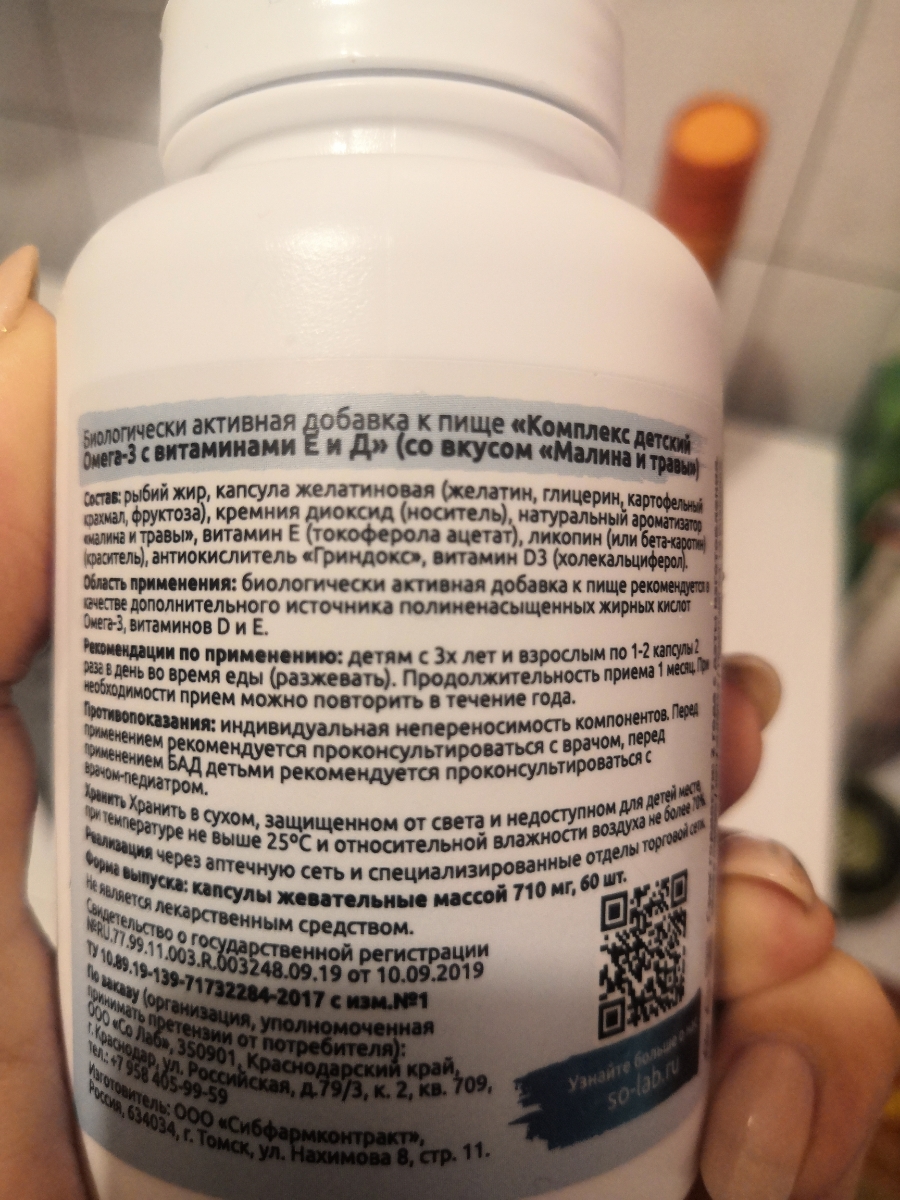 Биологически активная добавка к пище «Комплекс детский
Омега-3 с витаминами Е и Д» (со вкусом «Малина и травы»)
Состав: рыбий жир, капсула желатиновая (желатин, глицерин, картофельный
крахмал, фруктоза), кремния диоксид (носитель), натуральный ароматизатор
«малина и травы», витамин Е (токоферола ацетат), ликопин (или бета-каротин)
(краситель), антиокислитель «Гриндокс», витамин D3 (холекальциферол).
Область применения: биологически активная добавка к пище рекомендуется в
качестве дополнительного источника полиненасыщенных жирных кислот
Омега-3, витаминов D и Е.
Рекомендации по применению: детям с 3х лет и взрослым по 1-2 капсулы 2
раза в день во время еды (разжевать). Продолжительность приема 1 месяц. При
необходимости прием можно повторить в течение года.
Противопоказания: индивидуальная непереносимость компонентов. Перед
применением рекомендуется проконсультироваться с врачом, перед
применением БАД детьми рекомендуется проконсультироваться с
врачом-педиатром.
Хранить Хранить в сухом, защищенном от света и недоступном для детей месте,
при температуре не выше 25°С и относительной влажности воздуха не более 70%.
Реализация через аптечную сеть и специализированные отделы торговой сети.
Форма выпуска: капсулы жевательные массой 710 мг, 60 шт.
Не является лекарственным средством.
Свидетельство о государственной регистрации
№RU.77.99.11.003.R.003248.09.19 от 10.09.2019
ТУ 10.89.19-139-71732284-2017 с изм.№1
По заказу (организация, уполномоченная
принимать претензии от потребителя):
ООО «Со Лаб», 350901, Краснодарский край,
г. Краснодар, ул. Российская, д.79/3, к. 2, кв. 709,
тел.: +7 958 405-99-59
Изготовитель: ООО «Сибфармконтракт»,
Россия, 634034, г. Томск, ул. Нахимова 8, стр. 11.
Узнайте больше о
so-lab.ru